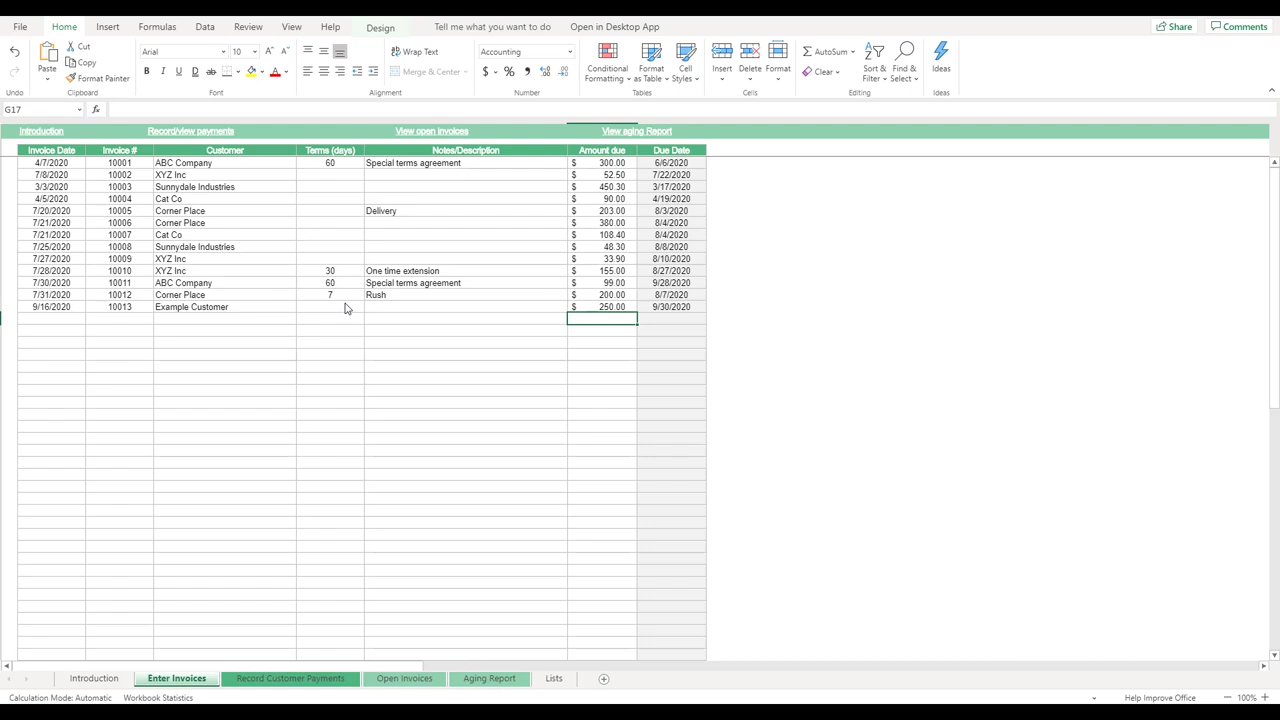 File Home Insert Formulas Data Review View Help Design Tell me what you want to do Open in Desktop App Share Comments
Cut
Arial 10 Wrap Text Accounting AutoSum
Copy
Paste Format Painter B I U D ab A Merge & Center $ % Conditional Formatting Format as Table Cell Styles Insert Delete Format Clear Sort & Filter Find & Select Ideas
Undo Clipboard Font Alignment Number Tables Cells Editing Ideas
G17 fx
Introduction Record/view payments View open invoices View aging Report
Invoice Date Invoice # Customer Terms (days) Notes/Description Amount due Due Date
4/7/2020 10001 ABC Company 60 Special terms agreement $ 300.00 6/6/2020
7/8/2020 10002 XYZ Inc $ 52.50 7/22/2020
3/3/2020 10003 Sunnydale Industries $ 450.30 3/17/2020
4/5/2020 10004 Cat Co $ 90.00 4/19/2020
7/20/2020 10005 Corner Place Delivery $ 203.00 8/3/2020
7/21/2020 10006 Corner Place $ 380.00 8/4/2020
7/21/2020 10007 Cat Co $ 108.40 8/4/2020
7/25/2020 10008 Sunnydale Industries $ 48.30 8/8/2020
7/27/2020 10009 XYZ Inc $ 33.90 8/10/2020
7/28/2020 10010 XYZ Inc 30 One time extension $ 155.00 8/27/2020
7/30/2020 10011 ABC Company 60 Special terms agreement $ 99.00 9/28/2020
7/31/2020 10012 Corner Place 7 Rush $ 200.00 8/7/2020
9/16/2020 10013 Example Customer $ 250.00 9/30/2020
Introduction Enter Invoices Record Customer Payments Open Invoices Aging Report Lists
Calculation Mode: Automatic Workbook Statistics Help Improve Office 100%